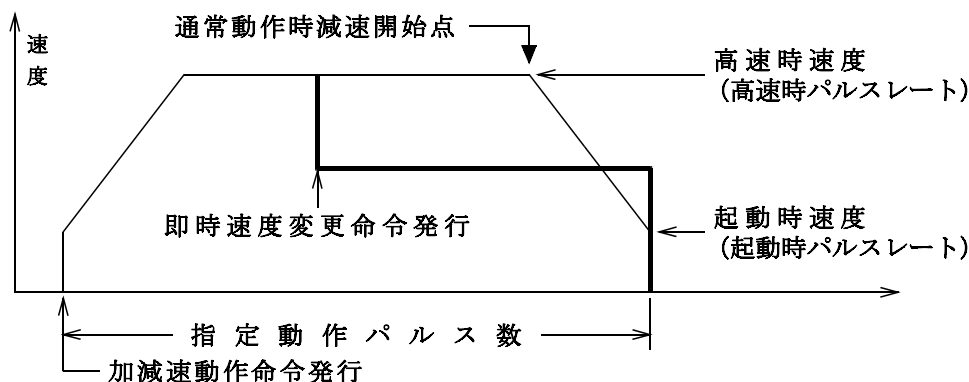 通常動作時減速開始点
速
度
高速時速度
（高速時パルスレート）
即時速度変更命令発行
起動時速度
（起動時パルスレート）
指定動作パルス数
加減速動作命令発行